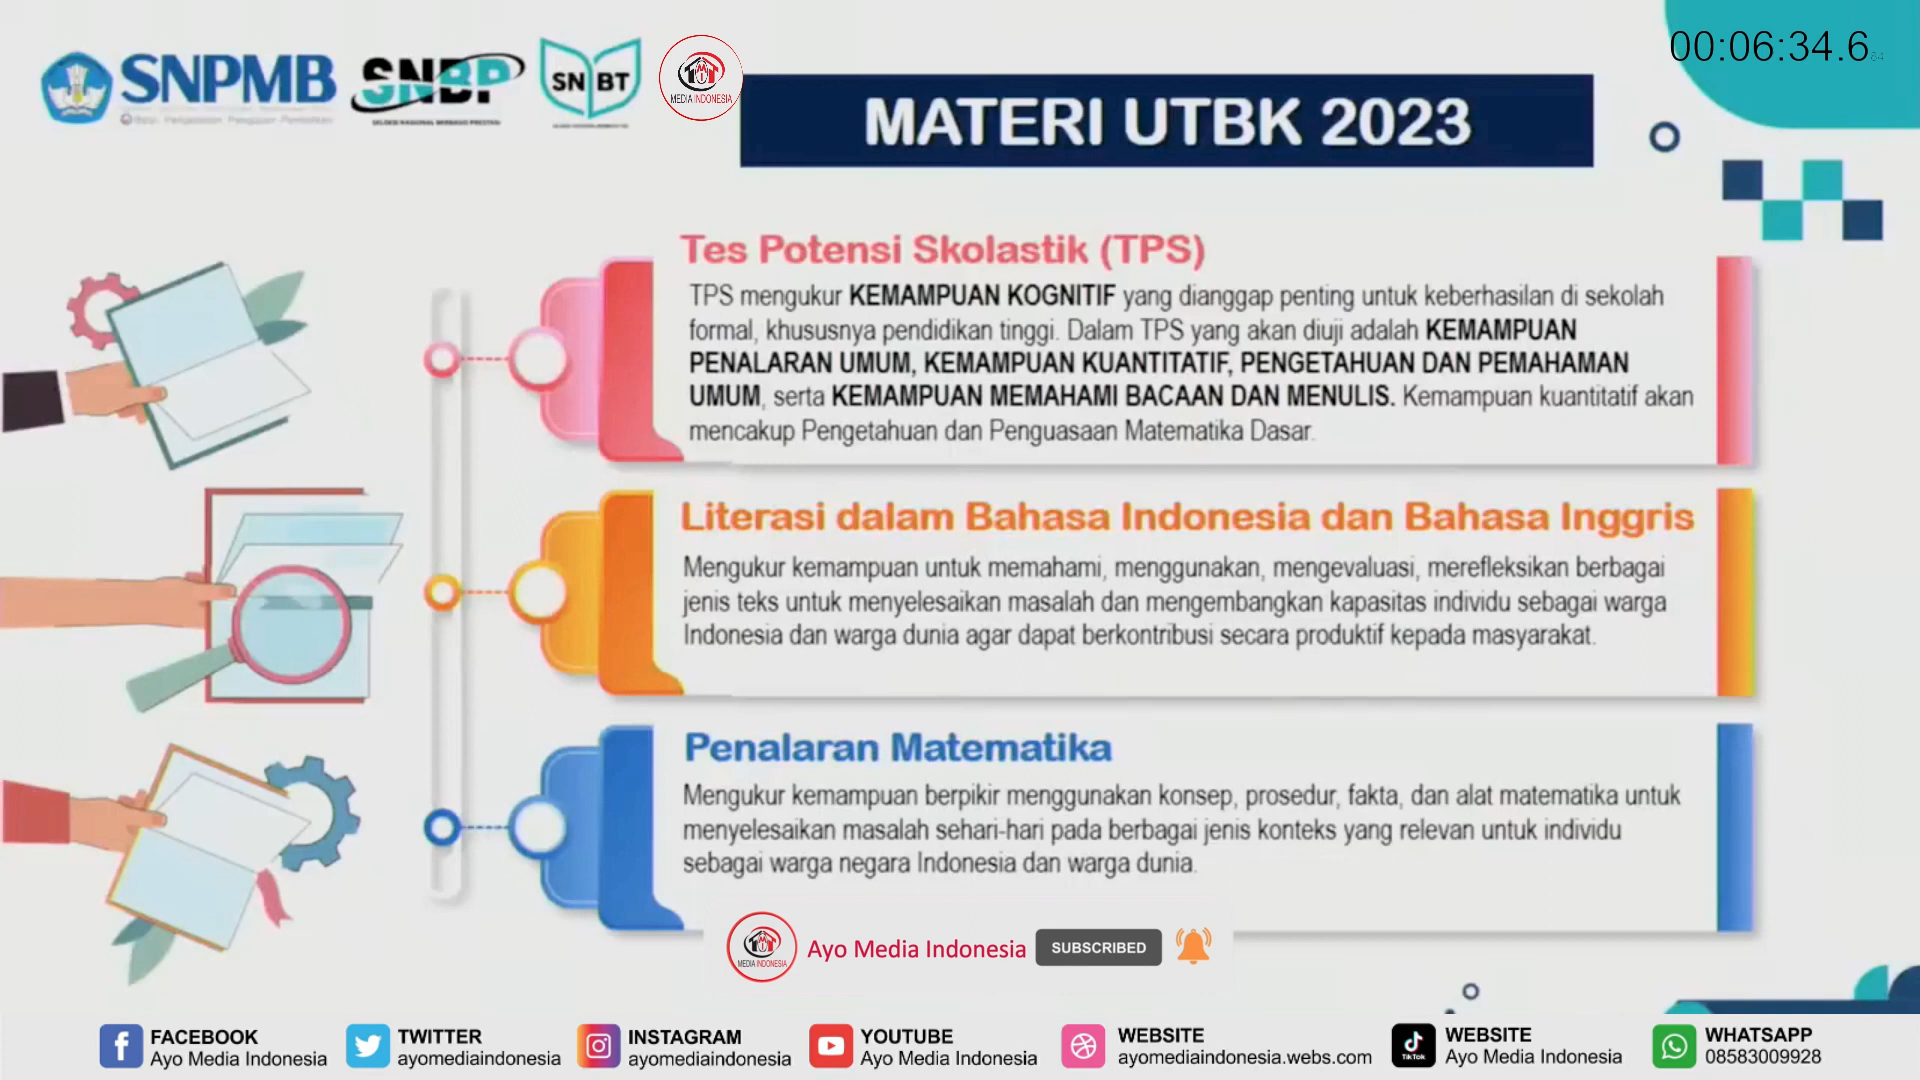 SNPMB
SNBP
SN BT
MEDIA INDONESIA
00:06:34.6
MATERI UTBK 2023
Tes Potensi Skolastik (TPS)
TPS mengukur KEMAMPUAN KOGNITIF yang dianggap penting untuk keberhasilan di sekolah
formal, khususnya pendidikan tinggi. Dalam TPS yang akan diuji adalah KEMAMPUAN
PENALARAN UMUM, KEMAMPUAN KUANTITATIF, PENGETAHUAN DAN PEMAHAMAN
UMUM, serta KEMAMPUAN MEMAHAMI BACAAN DAN MENULIS. Kemampuan kuantitatif akan
mencakup Pengetahuan dan Penguasaan Matematika Dasar.
Literasi dalam Bahasa Indonesia dan Bahasa Inggris
Mengukur kemampuan untuk memahami, menggunakan, mengevaluasi, merefleksikan berbagai
jenis teks untuk menyelesaikan masalah dan mengembangkan kapasitas individu sebagai warga
Indonesia dan warga dunia agar dapat berkontribusi secara produktif kepada masyarakat.
Penalaran Matematika
Mengukur kemampuan berpikir menggunakan konsep, prosedur, fakta, dan alat matematika untuk
menyelesaikan masalah sehari-hari pada berbagai jenis konteks yang relevan untuk individu
sebagai warga negara Indonesia dan warga dunia.
MEDIA INDONESIA
Ayo Media Indonesia
SUBSCRIBED
FACEBOOK
Ayo Media Indonesia
TWITTER
ayomediaindonesia
INSTAGRAM
ayomediaindonesia
YOUTUBE
Ayo Media Indonesia
WEBSITE
ayomediaindonesia.webs.com
TikTok
WEBSITE
Ayo Media Indonesia
WHATSAPP
08583009928